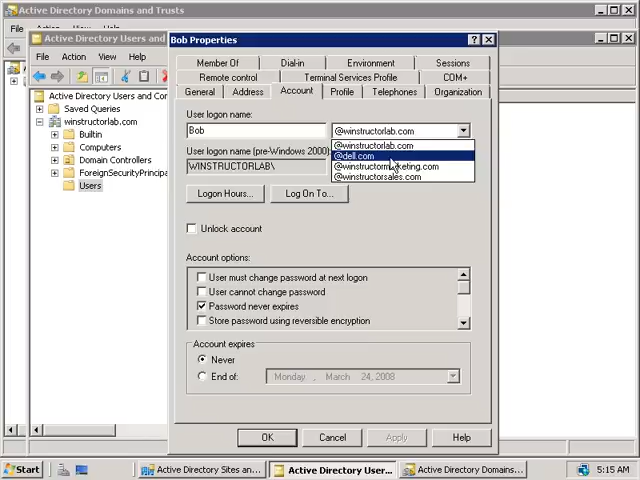 Active Directory Domains and Trusts
File
Active Directory Users and
Bob Properties
File Action View Help
Active Directory Users and Cor
Saved Queries
winstructorlab.com
Builtin
Computers
Domain Controllers
ForeignSecurityPrincipa
Users
Member Of Dial-in Environment Sessions
Remote control Terminal Services Profile COM+
General Address Account Profile Telephones Organization
User logon name:
Bob
@winstructorlab.com
@winstructorlab.com
@dell.com
@winstructormarketing.com
@winstructorsales.com
User logon name (pre-Windows 2000):
WINSTRUCTORLAB\
Logon Hours... Log On To...
Unlock account
Account options:
User must change password at next logon
User cannot change password
Password never expires
Store password using reversible encryption
Account expires
Never
End of: Monday , March 24, 2008
OK Cancel Apply Help
Start Active Directory Sites an... Active Directory User... Active Directory Domains... 5:15 AM